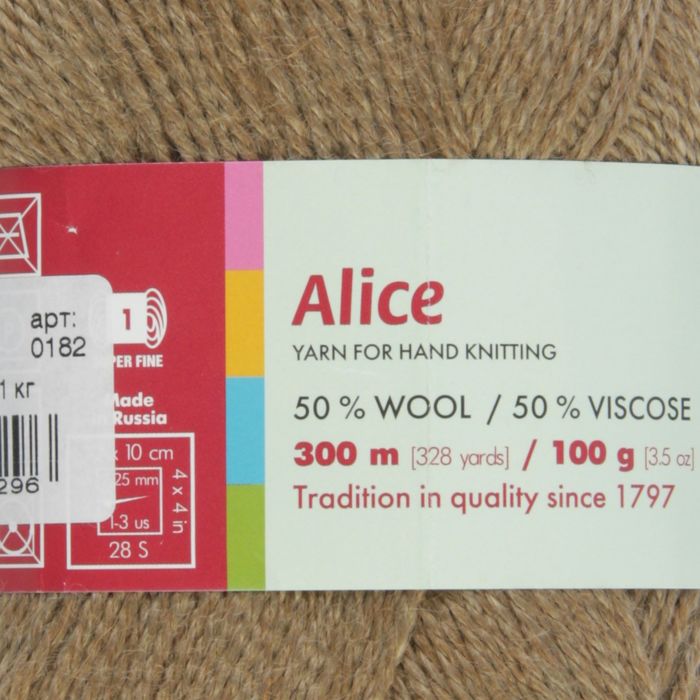 Alice
YARN FOR HAND KNITTING
50 % WOOL / 50 % VISCOSE
300 m [328 yards] / 100 g [3.5 oz]
Tradition in quality since 1797
арт:
0182
1 кг
296
1
PER FINE
Made
Russia
x 10 cm
25 mm
1-3 us
28 S
4 x 4 in